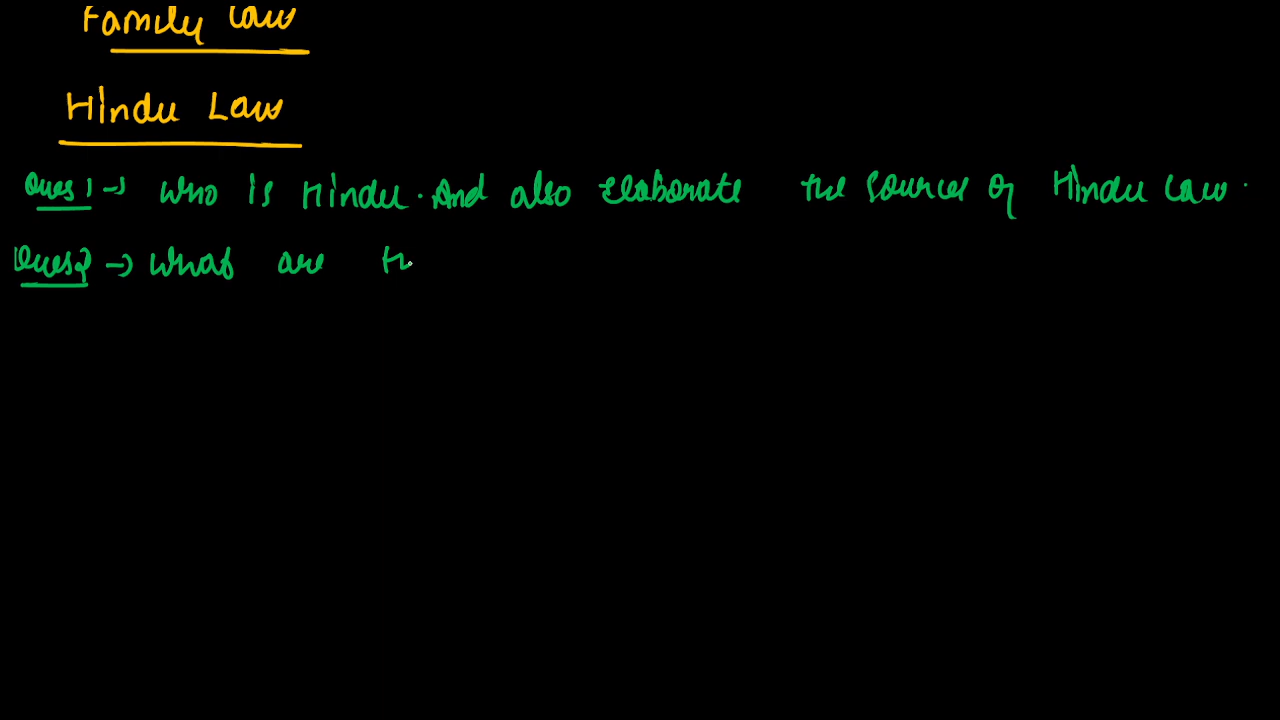 Family Law
Hindu Law
Ques 1 → who is Hindu. And also elaborate the sources of Hindu Law.
Ques 2 → what are th